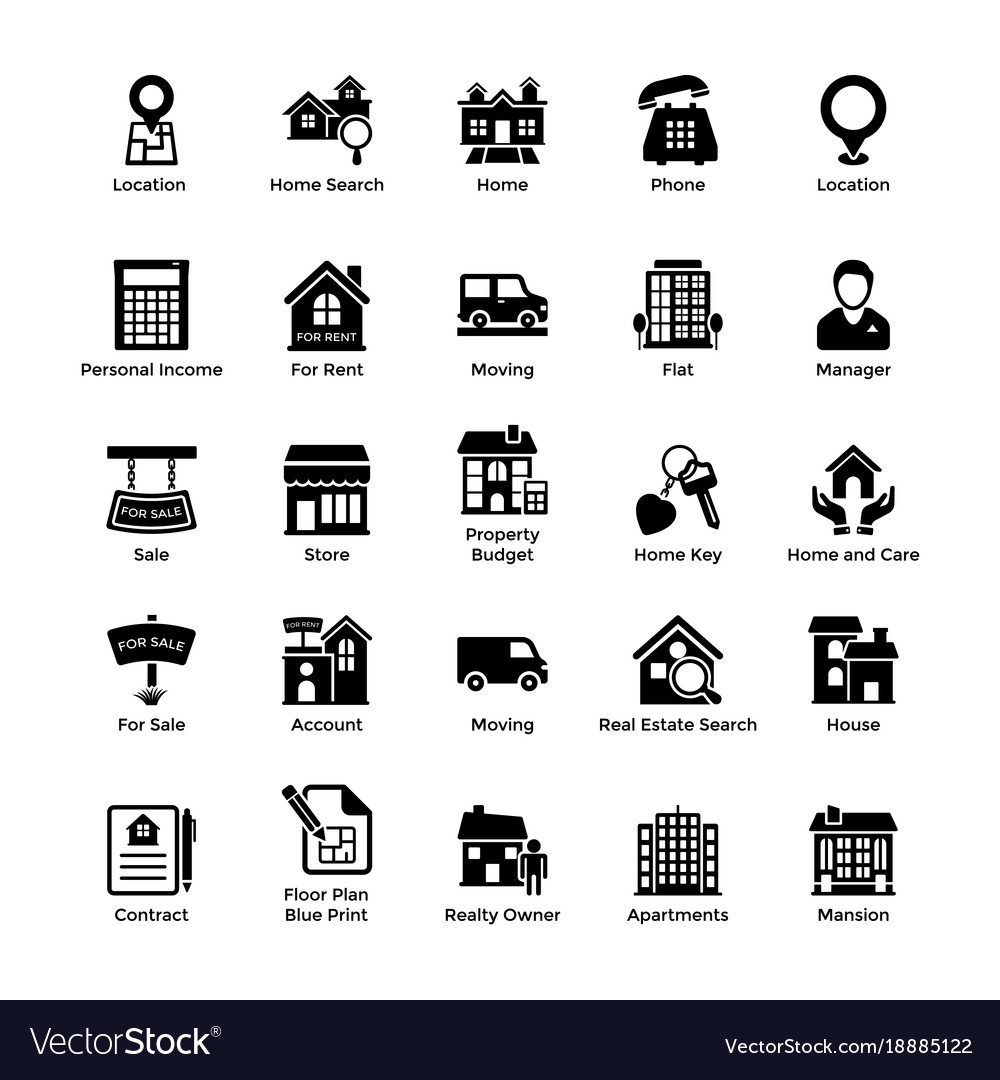 Location
Home Search
Home
Phone
Location
FOR RENT
Personal Income
For Rent
Moving
Flat
Manager
FOR SALE
Sale
Store
Property
Budget
Home Key
Home and Care
FOR SALE
FOR RENT
For Sale
Account
Moving
Real Estate Search
House
Contract
Floor Plan
Blue Print
Realty Owner
Apartments
Mansion
VectorStock®
VectorStock.com/18885122